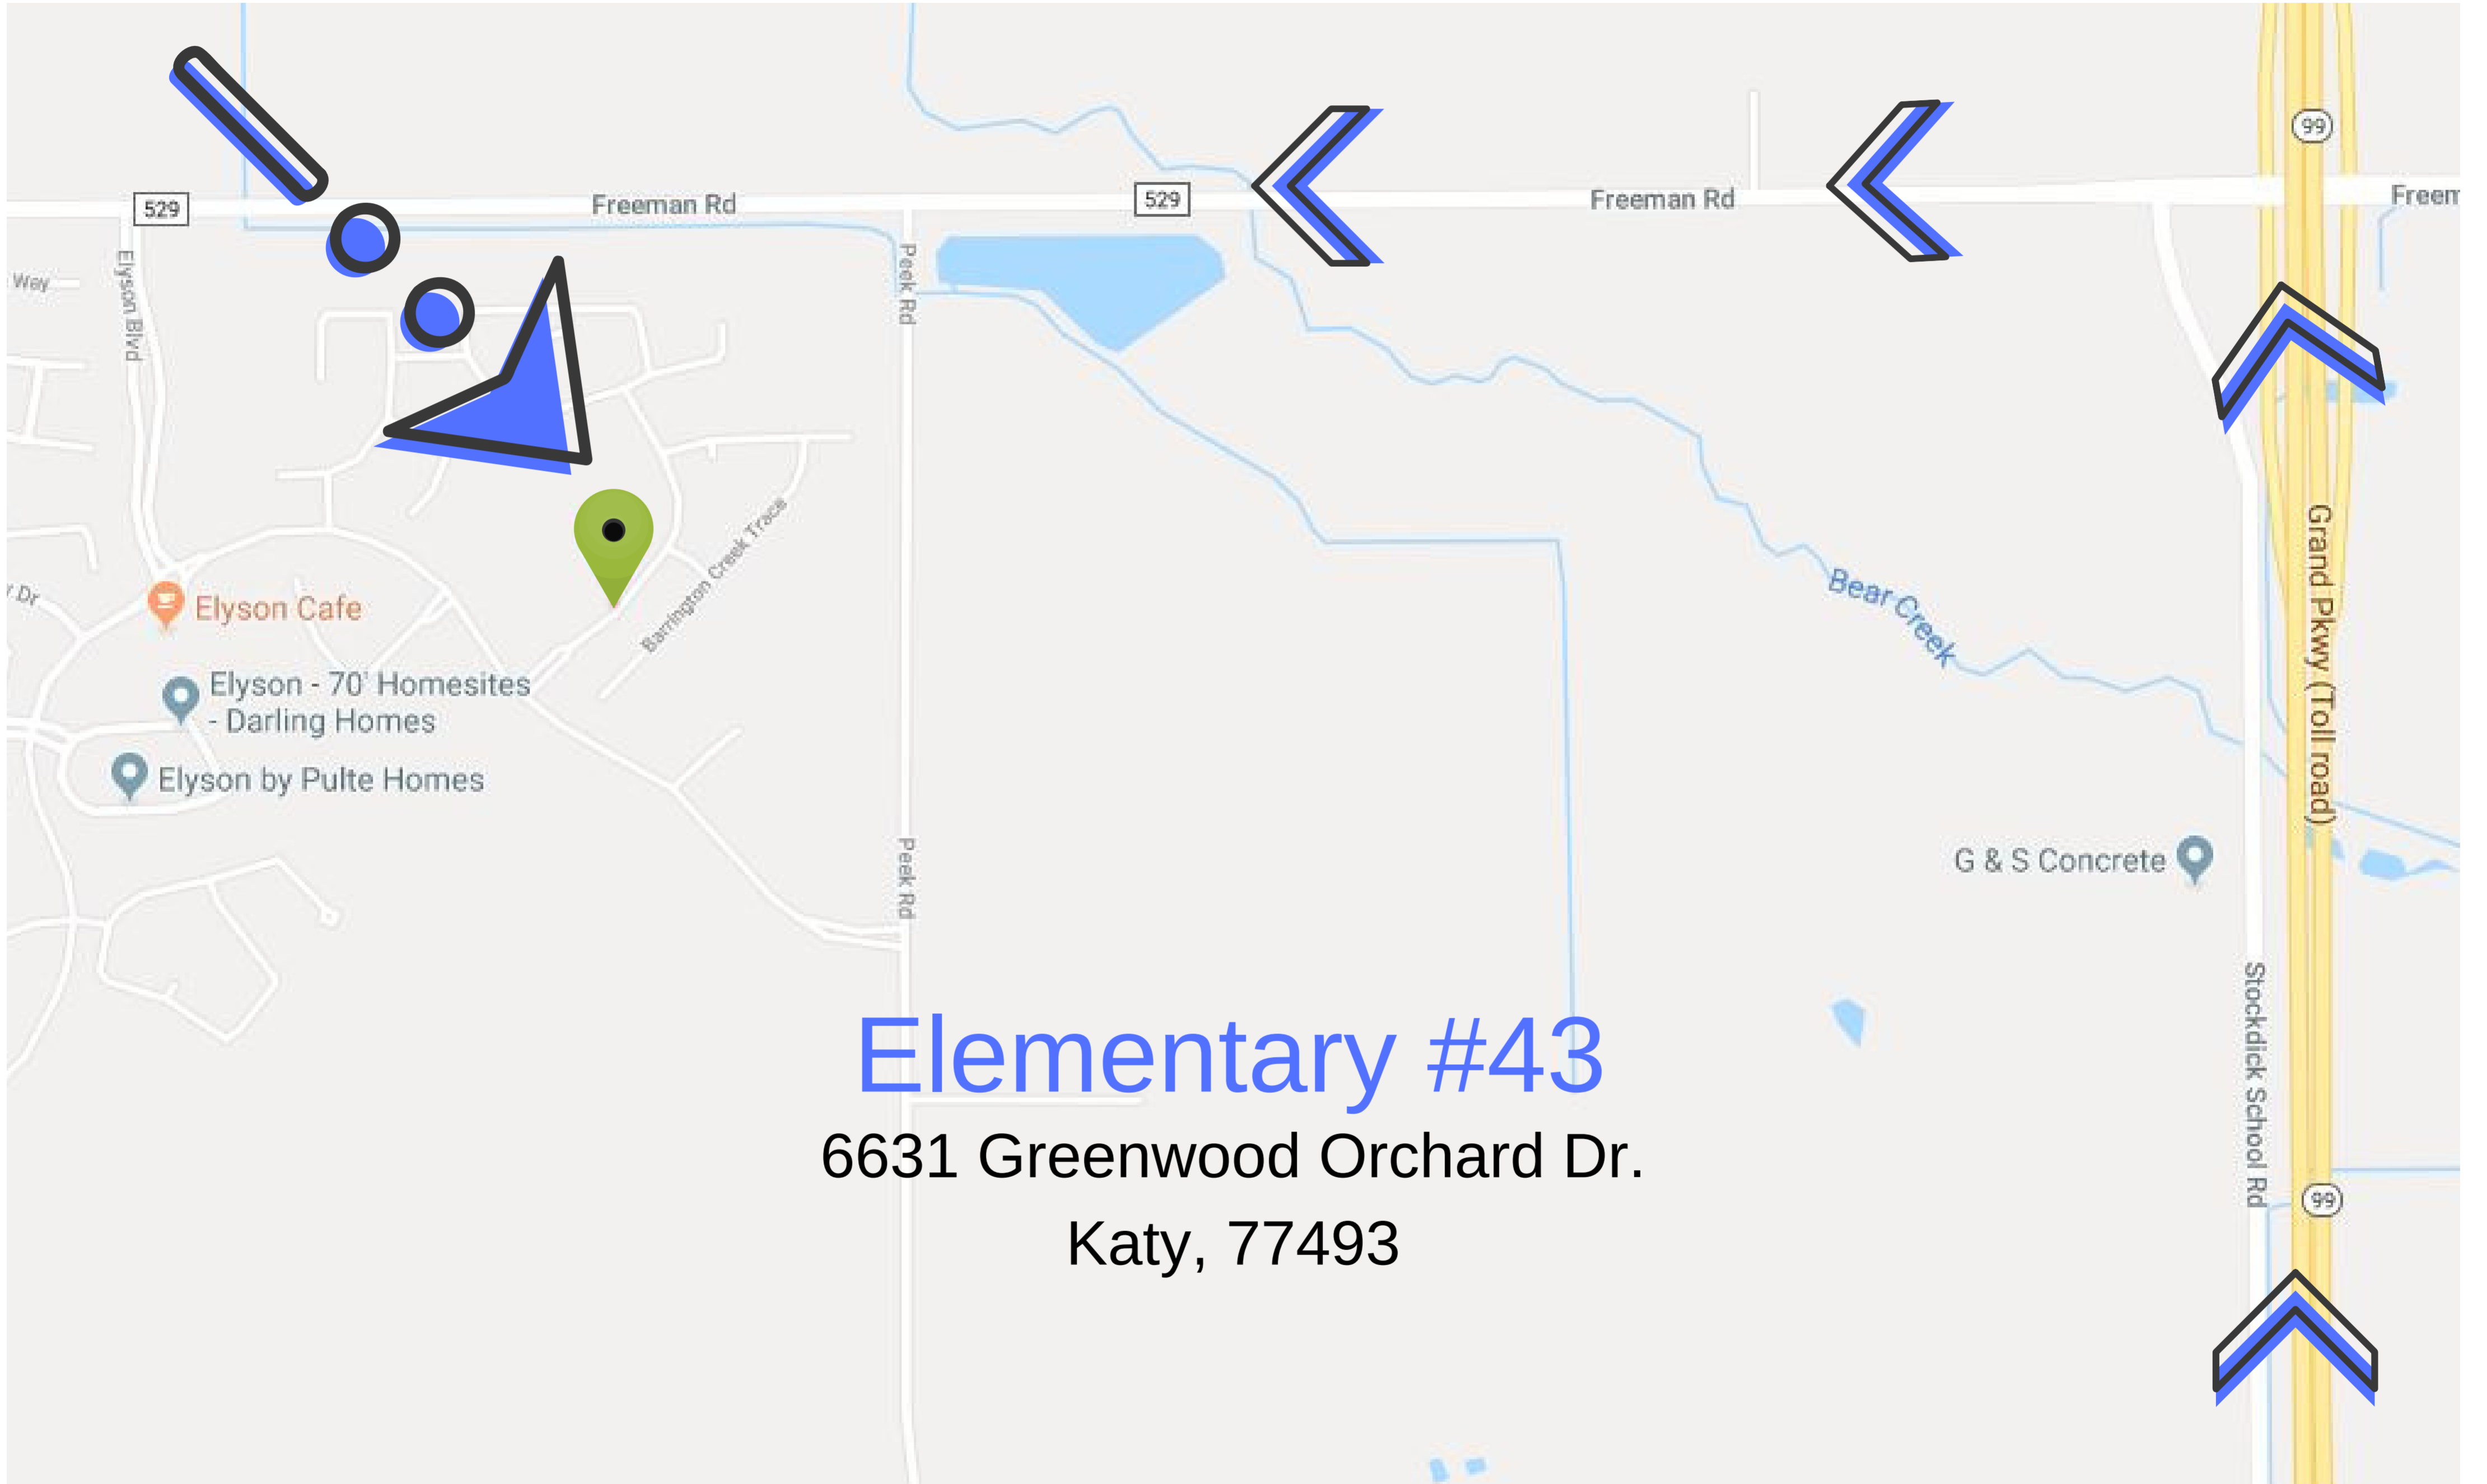 99
Freeman Rd
529
Freeman Rd
529
Freem
Way
Elyson Blvd
Peek Rd
Barrington Creek Trace
Grand Pkwy (Toll road)
Bear Creek
Dr
Elyson Cafe
Elyson - 70' Homesites
- Darling Homes
Elyson by Pulte Homes
Peek Rd
G & S Concrete
Stockdick School Rd
Elementary #43
6631 Greenwood Orchard Dr.
Katy, 77493
99